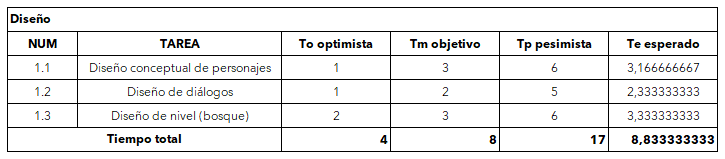 Diseño
NUM TAREA To optimista Tm objetivo Tp pesimista Te esperado
1.1 Diseño conceptual de personajes 1 3 6 3,166666667
1.2 Diseño de diálogos 1 2 5 2,333333333
1.3 Diseño de nivel (bosque) 2 3 6 3,333333333
Tiempo total 4 8 17 8,833333333